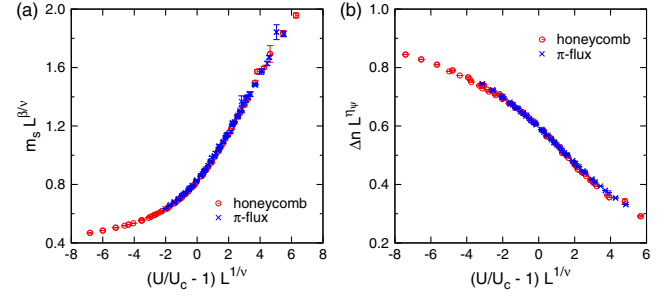 (a)
2.0
1.6
1.2
0.8
0.4
m_s L^{β/ν}
honeycomb
π-flux
-8 -6 -4 -2 0 2 4 6 8
(U/U_c - 1) L^{1/ν}
(b)
1.0
0.8
0.6
0.4
0.2
Δn L^{η_ψ}
honeycomb
π-flux
-8 -6 -4 -2 0 2 4 6
(U/U_c - 1) L^{1/ν}